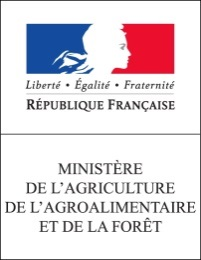 Liberté • Égalité • Fraternité
RÉPUBLIQUE FRANÇAISE
MINISTÈRE
DE L'AGRICULTURE
DE L'AGROALIMENTAIRE
ET DE LA FORÊT